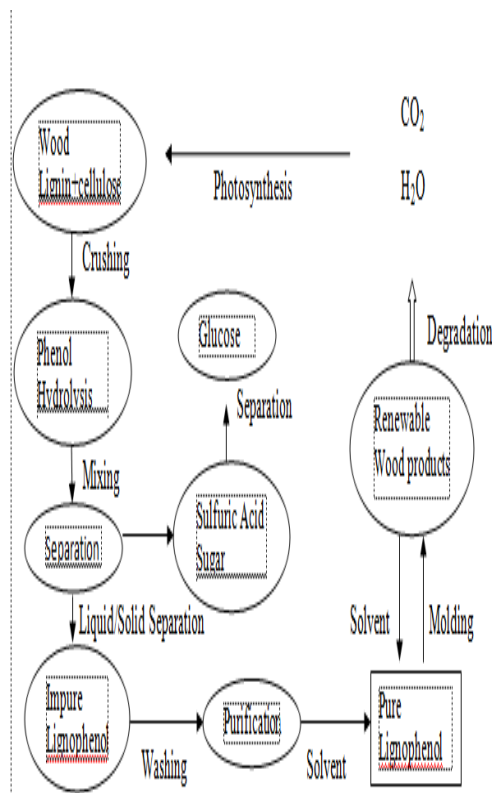 CO2
Wood
Lignin+cellulose
Photosynthesis
H2O
Crushing
Glucose
Degradation
Phenol
Hydrolysis
Separation
Renewable
Wood products
Mixing
Sulfuric Acid
Sugar
Separation
Liquid/Solid Separation
Solvent
Molding
Impure
Lignophenol
Purification
Pure
Lignophenol
Washing
Solvent